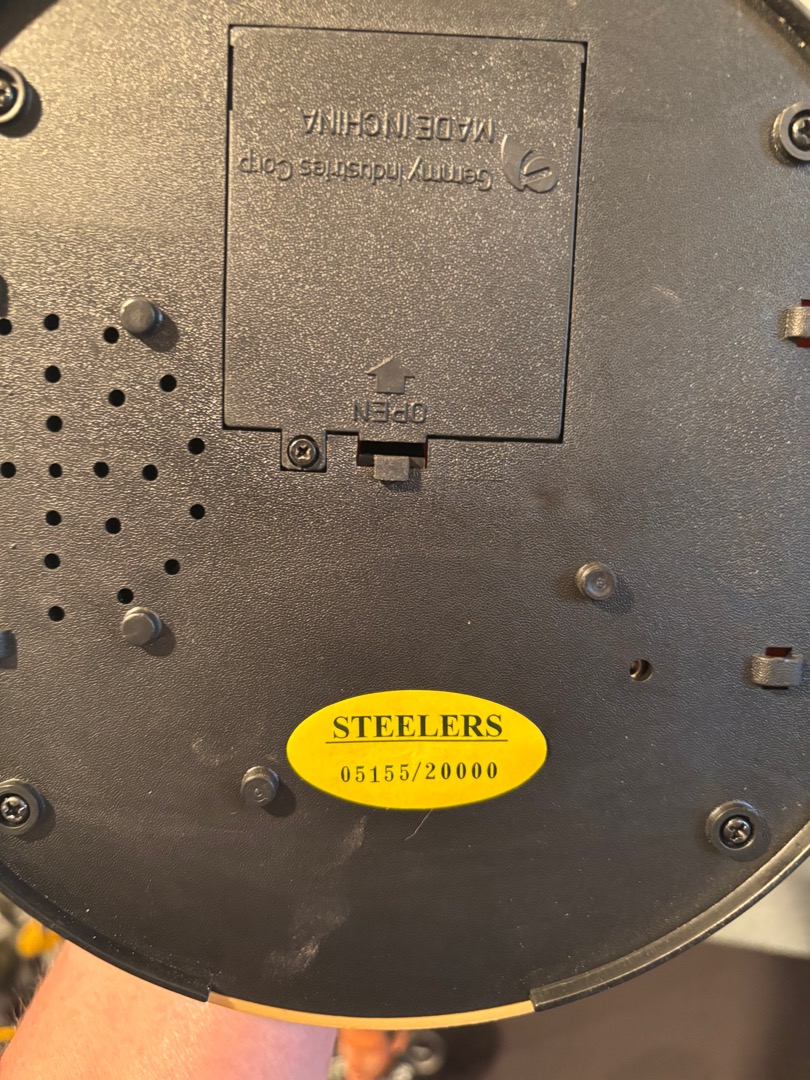 MADE IN CHINA
Gemmy Industries Corp
OPEN
STEELERS
05155/20000